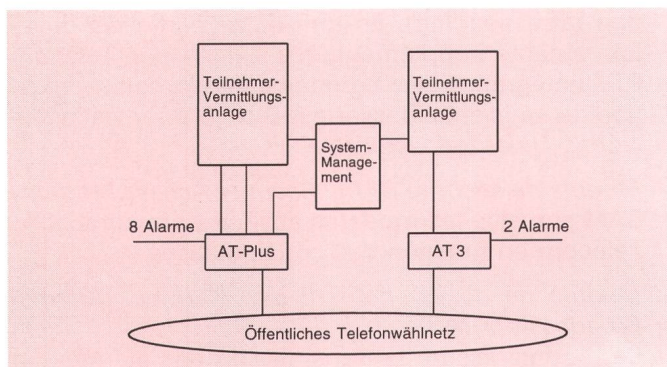 Teilnehmer-
Vermittlungs-
anlage
Teilnehmer-
Vermittlungs-
anlage
System-
Manage-
ment
8 Alarme
AT-Plus
AT 3
2 Alarme
Öffentliches Telefonwählnetz